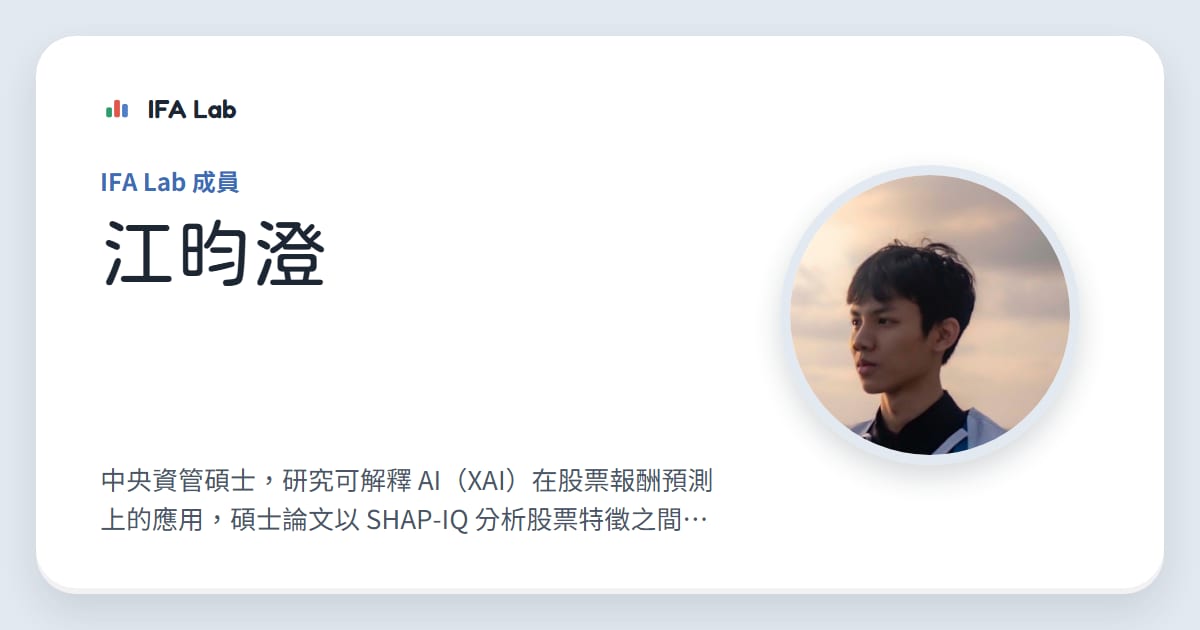 IFA Lab
IFA Lab 成員
江昀澄
中央資管碩士，研究可解釋 AI（XAI）在股票報酬預測
上的應用，碩士論文以 SHAP-IQ 分析股票特徵之間⋯